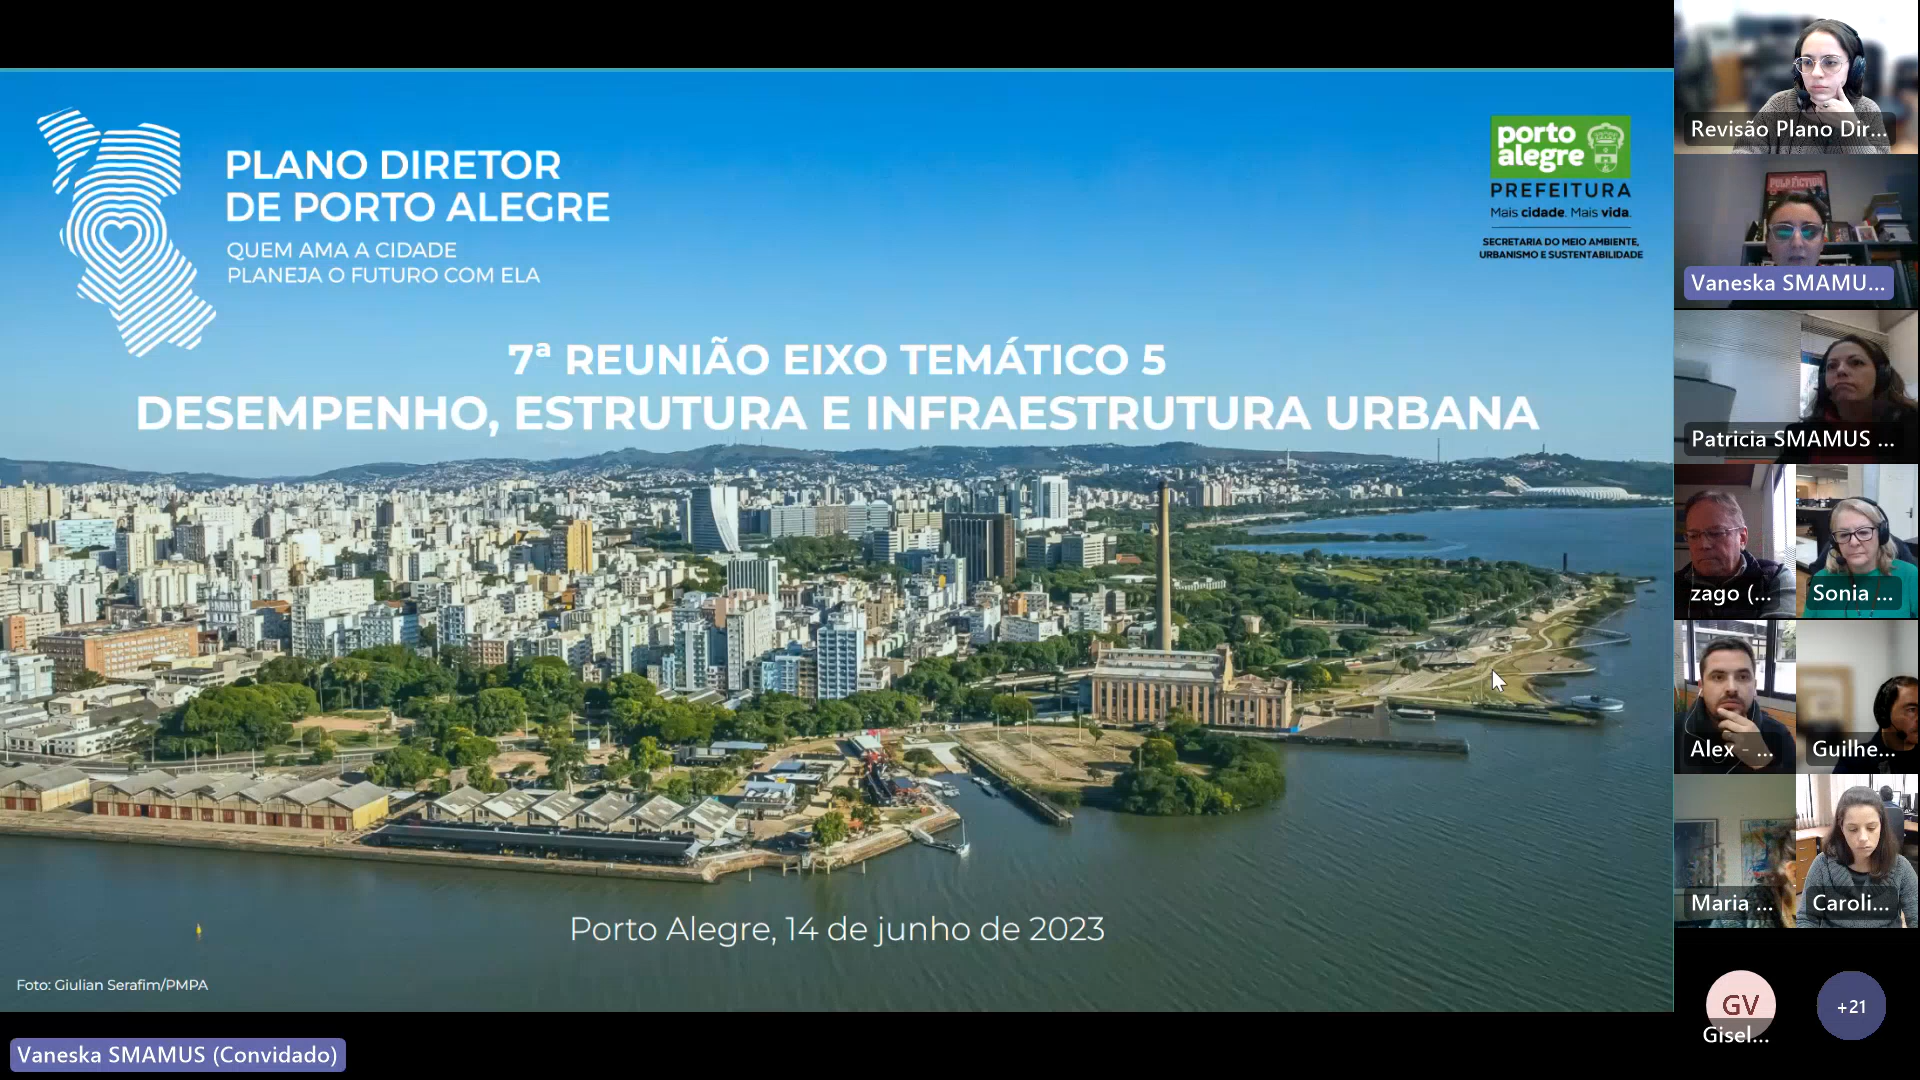 PLANO DIRETOR
DE PORTO ALEGRE
QUEM AMA A CIDADE
PLANEJA O FUTURO COM ELA
porto
alegre
PREFEITURA
Mais cidade. Mais vida.
SECRETARIA DO MEIO AMBIENTE,
URBANISMO E SUSTENTABILIDADE
7ª REUNIÃO EIXO TEMÁTICO 5
DESEMPENHO, ESTRUTURA E INFRAESTRUTURA URBANA
Porto Alegre, 14 de junho de 2023
Foto: Giulian Serafim/PMPA
Vaneska SMAMUS (Convidado)
Revisão Plano Dir...
PULP FICTION
Vaneska SMAMU...
Patricia SMAMUS ...
zago (...
Sonia ...
Alex - ...
Guilhe...
Maria ...
Caroli...
GV
Gisel...
+21